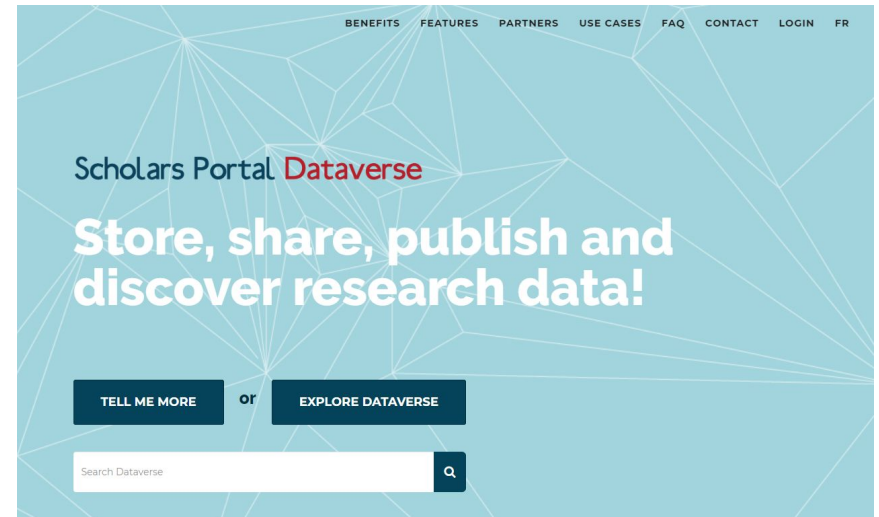 BENEFITS FEATURES PARTNERS USE CASES FAQ CONTACT LOGIN FR
Scholars Portal Dataverse
Store, share, publish and
discover research data!
TELL ME MORE or EXPLORE DATAVERSE
Search Dataverse